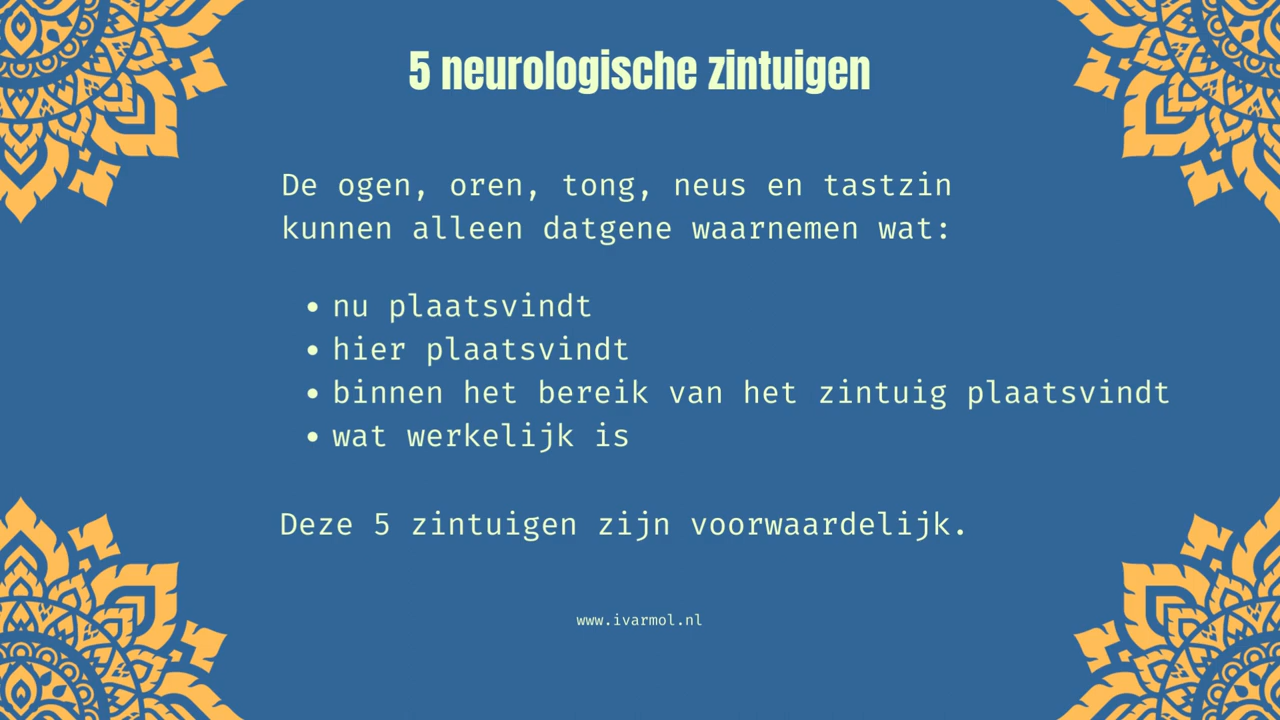 5 neurologische zintuigen
De ogen, oren, tong, neus en tastzin
kunnen alleen datgene waarnemen wat:
• nu plaatsvindt
• hier plaatsvindt
• binnen het bereik van het zintuig plaatsvindt
• wat werkelijk is
Deze 5 zintuigen zijn voorwaardelijk.
www.ivarmol.nl